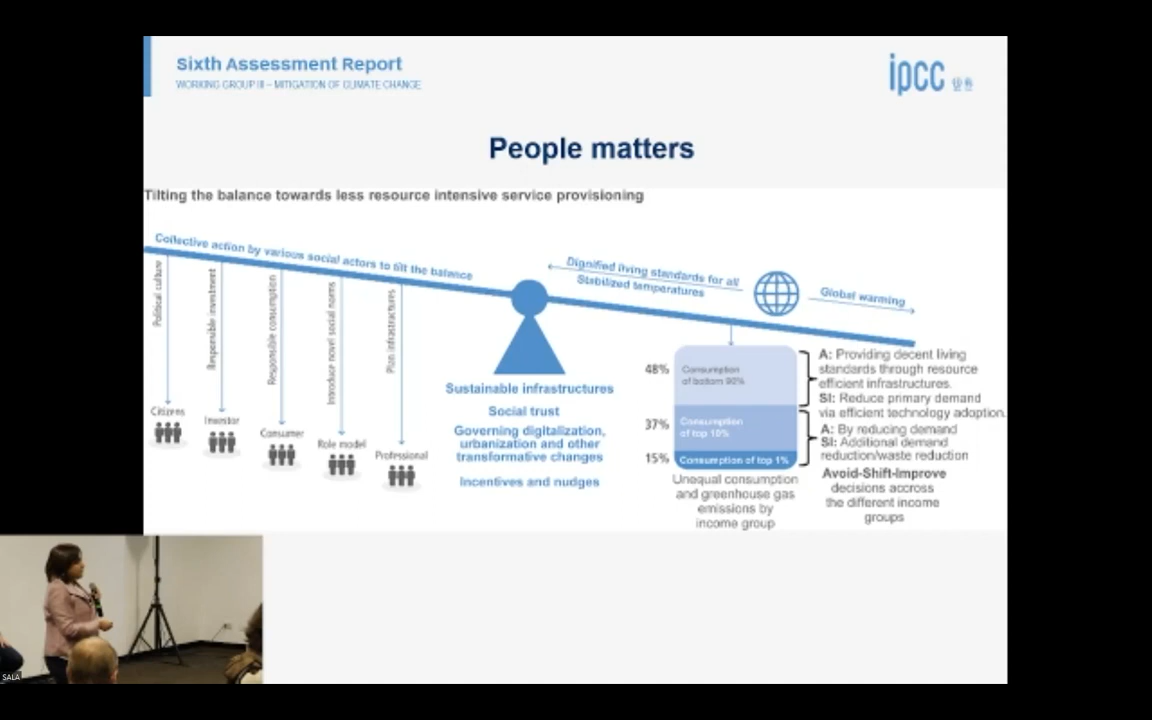 Sixth Assessment Report
WORKING GROUP III – MITIGATION OF CLIMATE CHANGE
ipcc
People matters
Tilting the balance towards less resource intensive service provisioning
Collective action by various social actors to tilt the balance
Political culture
Responsible investment
Responsible consumption
Introduce novel social norms
Plan infrastructures
Citizens
Investor
Consumer
Role model
Professional
Sustainable infrastructures
Social trust
Governing digitalization,
urbanization and other
transformative changes
Incentives and nudges
Dignified living standards for all
Stabilized temperatures
Global warming
48%
Consumption
of bottom 90%
37%
Consumption
of top 10%
15%
Consumption of top 1%
Unequal consumption
and greenhouse gas
emissions by
income group
A: Providing decent living
standards through resource
efficient infrastructures.
SI: Reduce primary demand
via efficient technology adoption.
A: By reducing demand
SI: Additional demand
reduction/waste reduction
Avoid-Shift-Improve
decisions accross
the different income
groups
SALA